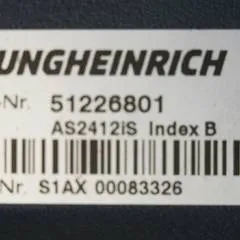 UNGHEINRICH
-Nr. 51226801
AS2412iS Index B
Nr. S1AX 00083326